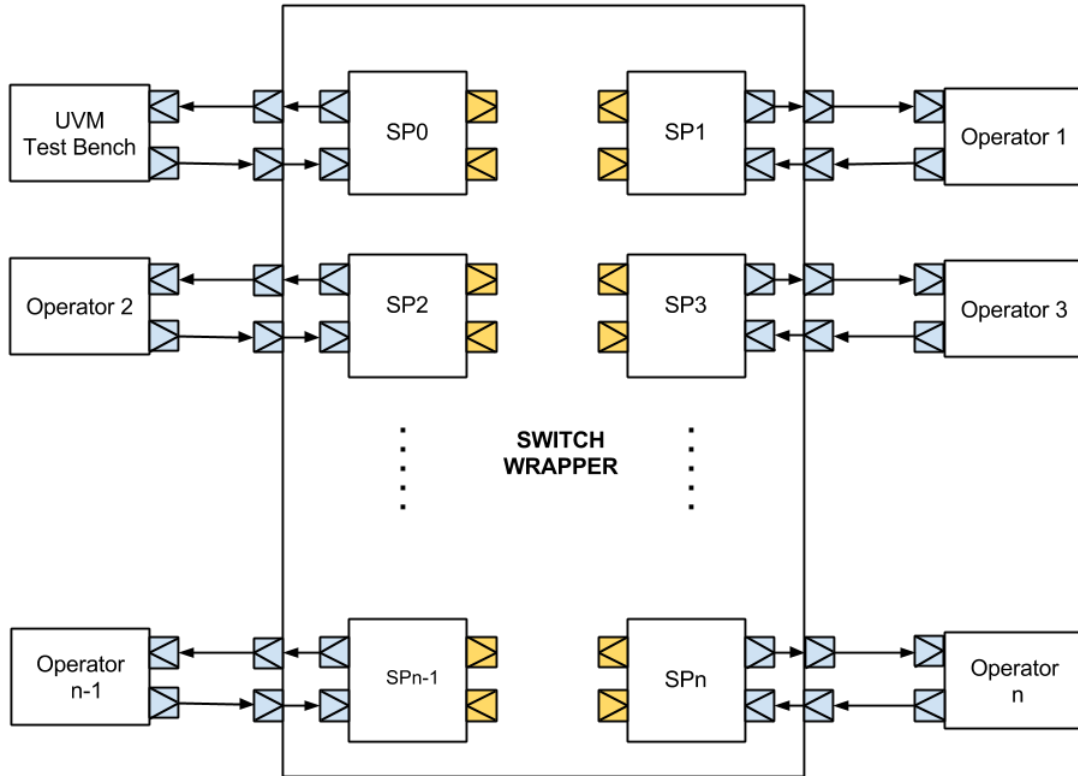 UVM
Test Bench
SP0
SP1
Operator 1
Operator 2
SP2
SP3
Operator 3
SWITCH
WRAPPER
Operator
n-1
SPn-1
SPn
Operator
n